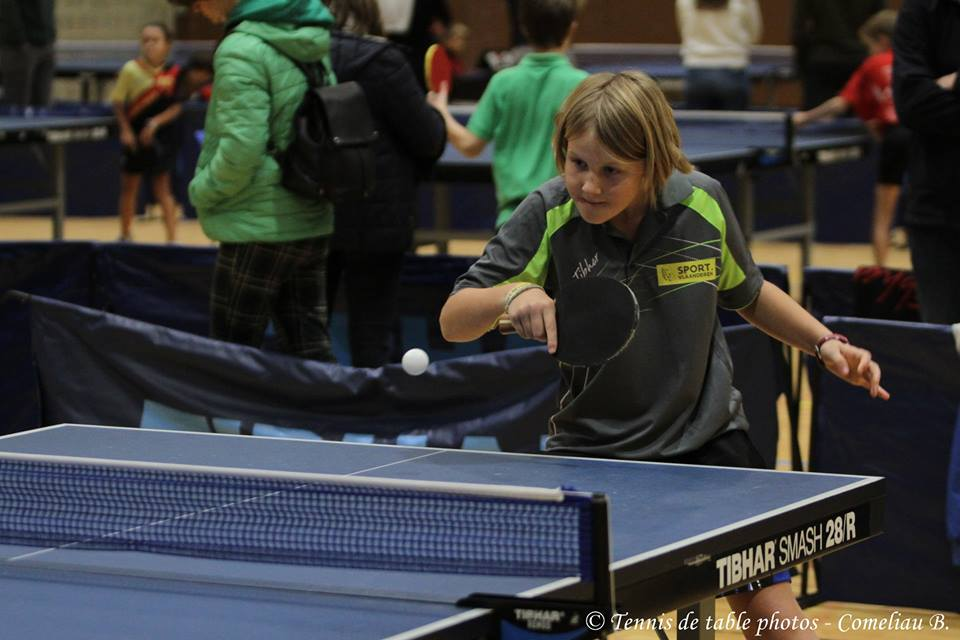 Tibhar
SPORT.
VLAANDEREN
TIBHAR SMASH 28/R
TIBHAR
© Tennis de table photos - Comeliau B.